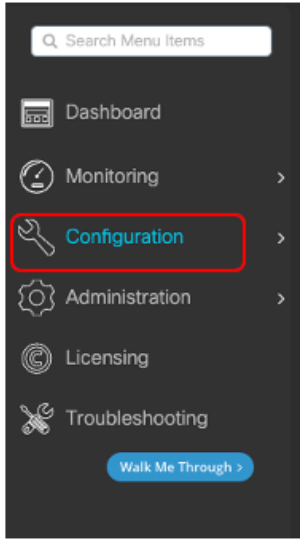 Search Menu Items
Dashboard
Monitoring
Configuration
Administration
Licensing
Troubleshooting
Walk Me Through >